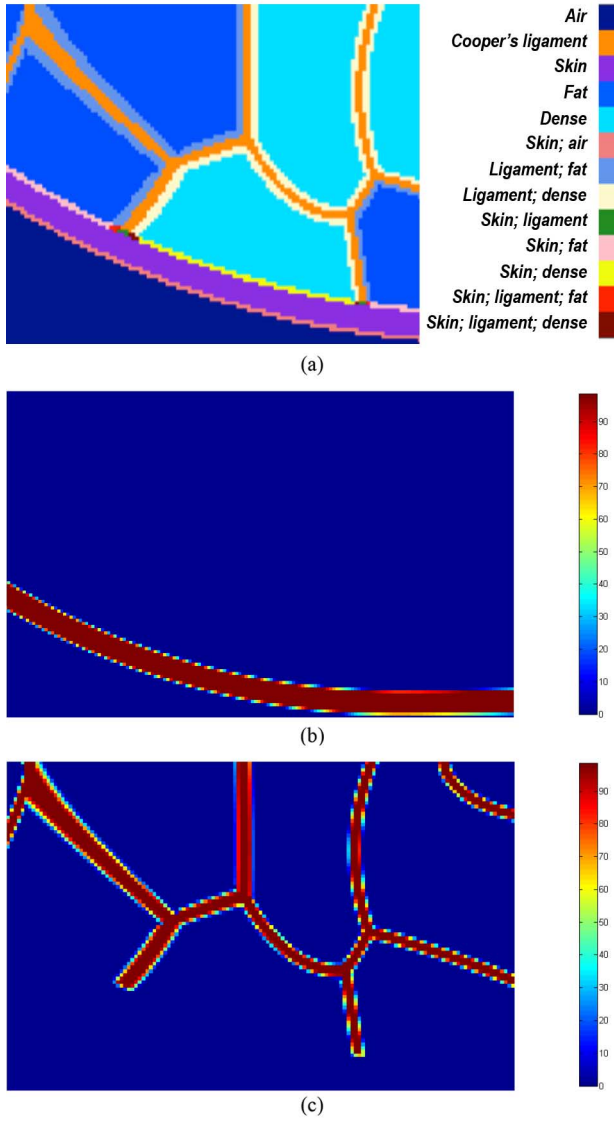 Air
Cooper's ligament
Skin
Fat
Dense
Skin; air
Ligament; fat
Ligament; dense
Skin; ligament
Skin; fat
Skin; dense
Skin; ligament; fat
Skin; ligament; dense
(a)
90
80
70
60
50
40
30
20
10
0
(b)
90
80
70
60
50
40
30
20
10
0
(c)